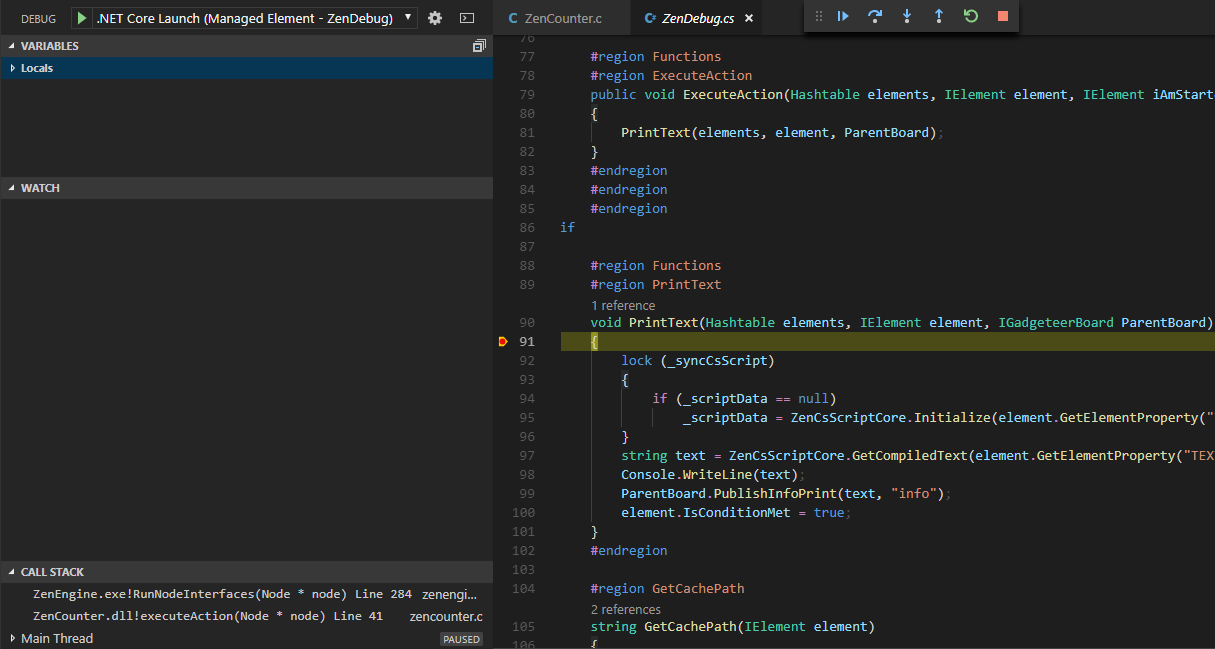 DEBUG .NET Core Launch (Managed Element - ZenDebug)
VARIABLES
Locals
WATCH
CALL STACK
ZenEngine.exe!RunNodeInterfaces(Node * node) Line 284 zenengi...
ZenCounter.dll!executeAction(Node * node) Line 41 zencounter.c
Main Thread PAUSED
C ZenCounter.c C# ZenDebug.cs ×
76
77 #region Functions
78 #region ExecuteAction
79 public void ExecuteAction(Hashtable elements, IElement element, IElement iAmStart
80 {
81 PrintText(elements, element, ParentBoard);
82 }
83 #endregion
84 #endregion
85 #endregion
86 if
87
88 #region Functions
89 #region PrintText
1 reference
90 void PrintText(Hashtable elements, IElement element, IGadgeteerBoard ParentBoard)
91 {
92 lock (_syncCsScript)
93 {
94 if (_scriptData == null)
95 _scriptData = ZenCsScriptCore.Initialize(element.GetElementProperty("
96 }
97 string text = ZenCsScriptCore.GetCompiledText(element.GetElementProperty("TEX
98 Console.WriteLine(text);
99 ParentBoard.PublishInfoPrint(text, "info");
100 element.IsConditionMet = true;
101 }
102 #endregion
103
104 #region GetCachePath
2 references
105 string GetCachePath(IElement element)
106 {